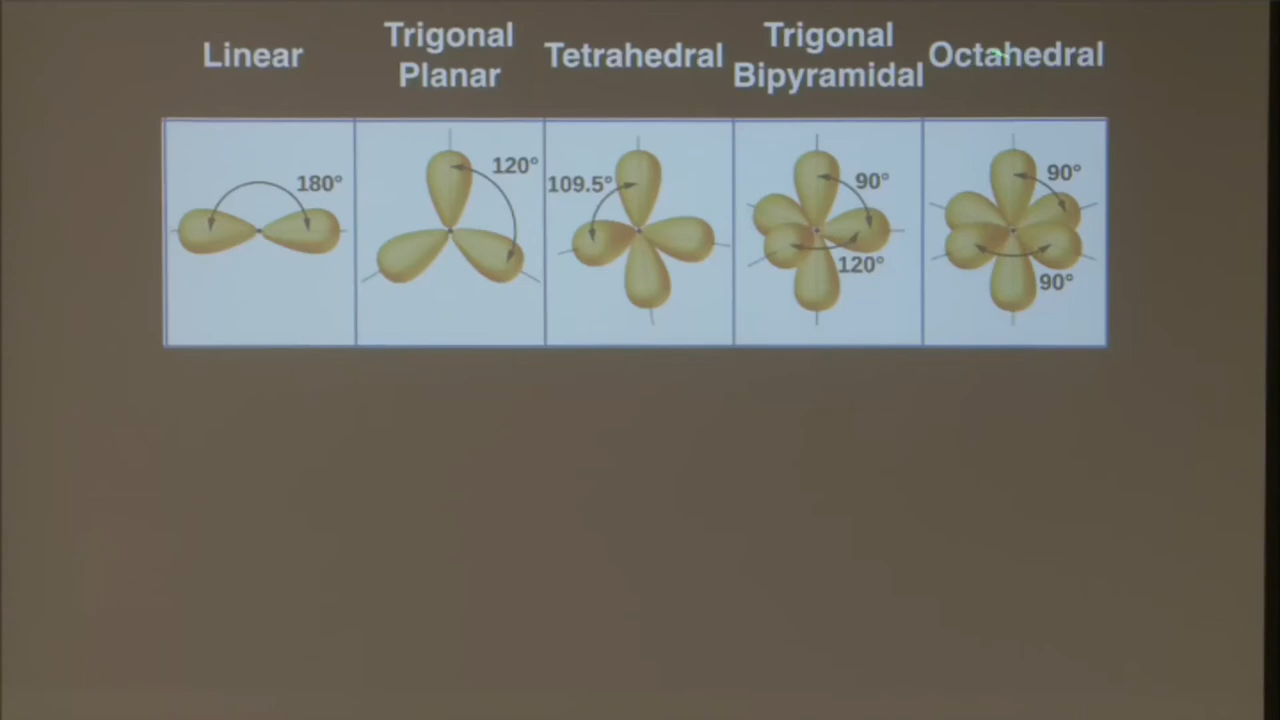 Linear
Trigonal
Planar
Tetrahedral
Trigonal
Bipyramidal
Octahedral
180°
120°
109.5°
90°
120°
90°
90°